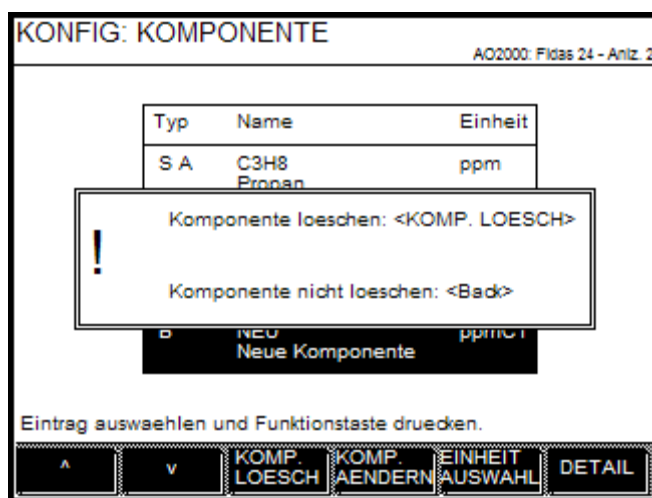 KONFIG: KOMPONENTE
AO2000: Fidas 24 - Anlz. 2
Typ Name Einheit
S A C3H8 ppm
Propan
! Komponente loeschen: <KOMP. LOESCH>
Komponente nicht loeschen: <Back>
B NEU ppmC1
Neue Komponente
Eintrag auswaehlen und Funktionstaste druecken.
^ v KOMP. LOESCH KOMP. AENDERN EINHEIT AUSWAHL DETAIL